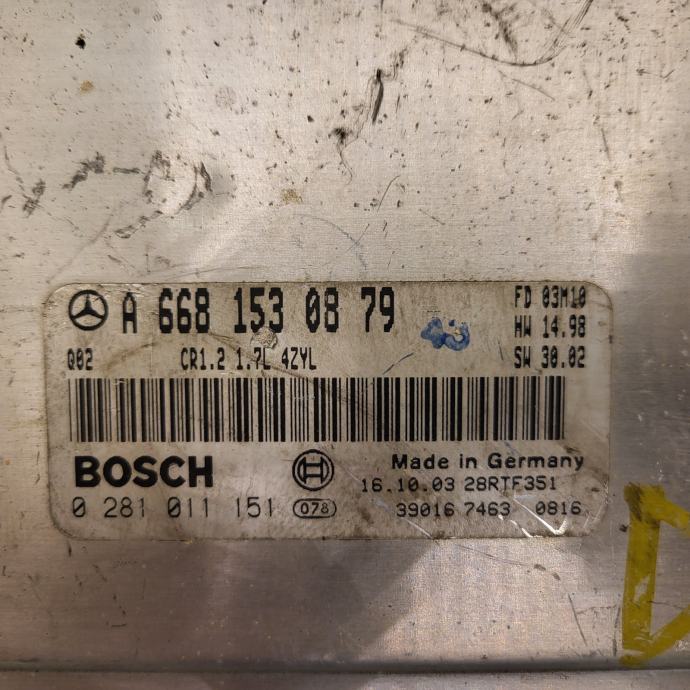 A 668 153 08 79
FD 03M10
HW 14.98
Q02 CR1.2 1.7L 4ZYL SW 30.02
BOSCH
Made in Germany
16.10.03 28RTF351
0 281 011 151 078 39016 7463 0816